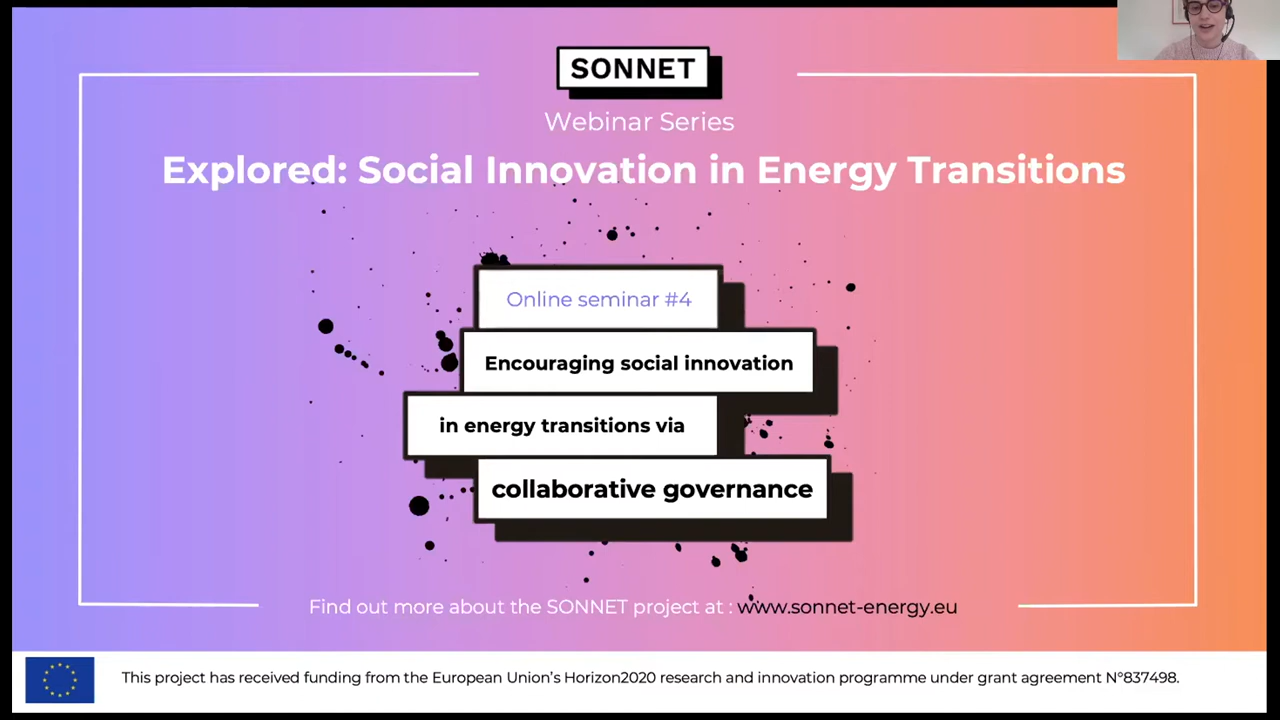 SONNET
Webinar Series
Explored: Social Innovation in Energy Transitions
Online seminar #4
Encouraging social innovation
in energy transitions via
collaborative governance
Find out more about the SONNET project at : www.sonnet-energy.eu
This project has received funding from the European Union's Horizon2020 research and innovation programme under grant agreement N°837498.